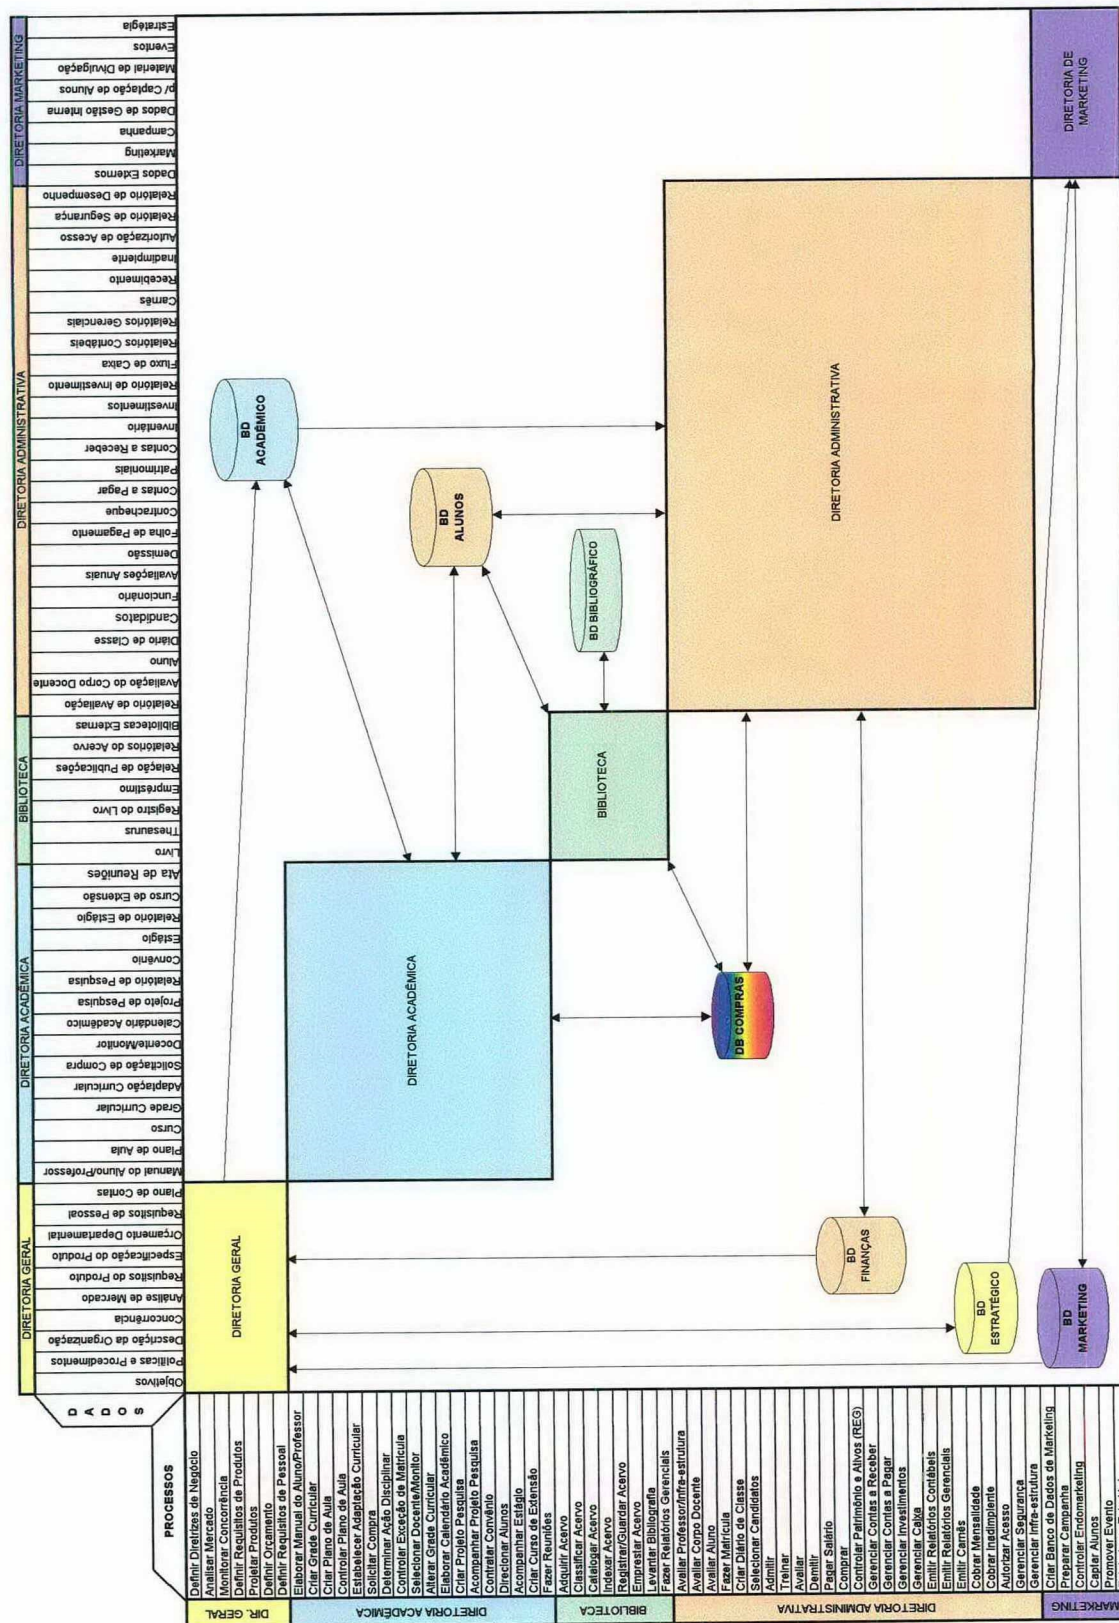 DIRETORIA GERAL
DIRETORIA ACADÊMICA
BIBLIOTECA
DIRETORIA ADMINISTRATIVA
DIRETORIA MARKETING
DADOS
Objetivos
Políticas e Procedimentos
Descrição da Organização
Concorrência
Análise de Mercado
Requisitos do Produto
Especificação do Produto
Orçamento Departamental
Requisitos de Pessoal
Plano de Contas
Manual do Aluno/Professor
Plano de Aula
Curso
Grade Curricular
Adaptação Curricular
Solicitação de Compra
Docente/Monitor
Calendário Acadêmico
Projeto de Pesquisa
Relatório de Pesquisa
Convênio
Estágio
Relatório de Estágio
Curso de Extensão
Ata de Reuniões
Livro
Thesaurus
Registro do Livro
Empréstimo
Relação de Publicações
Relatórios do Acervo
Bibliotecas Externas
Relatório de Avaliação
Avaliação do Corpo Docente
Aluno
Diário de Classe
Candidatos
Funcionário
Avaliações Anuais
Demissão
Folha de Pagamento
Contracheque
Contas a Pagar
Patrimoniais
Contas a Receber
Inventário
Investimentos
Relatório de Investimento
Fluxo de Caixa
Relatórios Contábeis
Relatórios Gerenciais
Carnês
Recebimento
Inadimplente
Autorização de Acesso
Relatório de Segurança
Relatório de Desempenho
Dados Externos
Marketing
Campanha
Dados de Gestão Interna
p/ Captação de Alunos
Material de Divulgação
Eventos
Estratégia
PROCESSOS
DIR. GERAL
Definir Diretrizes de Negócio
Analisar Mercado
Monitorar Concorrência
Definir Requisitos de Produtos
Projetar Produtos
Definir Orçamento
Definir Requisitos de Pessoal
DIRETORIA ACADÊMICA
Elaborar Manual do Aluno/Professor
Criar Grade Curricular
Criar Plano de Aula
Controlar Plano de Aula
Estabelecer Adaptação Curricular
Solicitar Compra
Determinar Ação Disciplinar
Controlar Exceção de Matrícula
Selecionar Docente/Monitor
Alterar Grade Curricular
Elaborar Calendário Acadêmico
Criar Projeto Pesquisa
Acompanhar Projeto Pesquisa
Contratar Convênio
Direcionar Alunos
Acompanhar Estágio
Criar Curso de Extensão
Fazer Reuniões
BIBLIOTECA
Adquirir Acervo
Classificar Acervo
Catalogar Acervo
Indexar Acervo
Registrar/Guardar Acervo
Emprestar Acervo
Levantar Bibliografia
Fazer Relatórios Gerenciais
DIRETORIA ADMINISTRATIVA
Avaliar Professor/Infra-estrutura
Avaliar Corpo Docente
Avaliar Aluno
Fazer Matrícula
Criar Diário de Classe
Selecionar Candidatos
Admitir
Treinar
Avaliar
Demitir
Pagar Salário
Comprar
Controlar Patrimônio e Ativos (REG)
Gerenciar Contas a Receber
Gerenciar Contas a Pagar
Gerenciar Investimentos
Gerenciar Caixa
Emitir Relatórios Contábeis
Emitir Relatórios Gerenciais
Emitir Carnês
Cobrar Mensalidade
Cobrar Inadimplente
Autorizar Acesso
Gerenciar Segurança
Gerenciar Infra-estrutura
MARKETING
Criar Banco de Dados de Marketing
Preparar Campanha
Controlar Endomarketing
Captar Alunos
Promover Evento
DIRETORIA GERAL
DIRETORIA ACADÊMICA
BIBLIOTECA
DIRETORIA ADMINISTRATIVA
DIRETORIA DE
MARKETING
BD
ACADÊMICO
BD
ALUNOS
BD BIBLIOGRÁFICO
DB COMPRAS
BD
FINANÇAS
BD
ESTRATÉGICO
BD
MARKETING